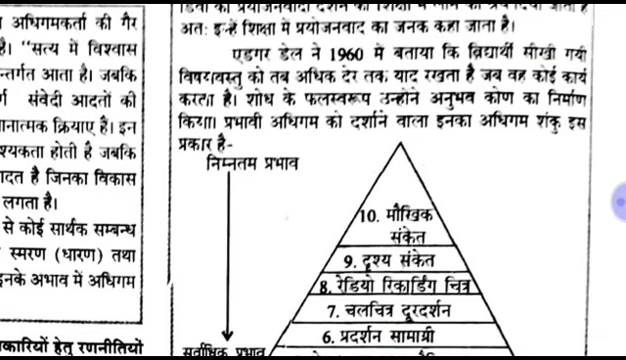 अधिगमकर्ता की गैर
है। "सत्य में विश्वास
न्तर्गत आता है। जबकि
संवेदी आदतों की
ानात्मक क्रियाए हैं। इन
श्यकता होती है जबकि
ादत है जिनका विकास
लगता है।
से कोई सार्थक सम्बन्ध
स्मरण (धारण) तथा
इनके अभाव में अधिगम
कारियों हेतु रणनीतियों
अतः इन्हें शिक्षा में प्रयोजनवाद का जनक कहा जाता है।
एडगर डेल ने 1960 में बताया कि विद्यार्थी सीखी गयी
विषयवस्तु को तब अधिक देर तक याद रखता है जब वह कोई कार्य
करता है। शोध के फलस्वरूप उन्होंने अनुभव कोण का निर्माण
किया। प्रभावी अधिगम को दर्शाने वाला इनका अधिगम शंकु इस
प्रकार है-
निम्नतम प्रभाव
10. मौखिक
संकेत
9. दृश्य संकेत
8. रेडियो रिकार्डिंग चित्र
7. चलचित्र दूरदर्शन
6. प्रदर्शन सामाग्री
सर्वाधिक प्रभाव